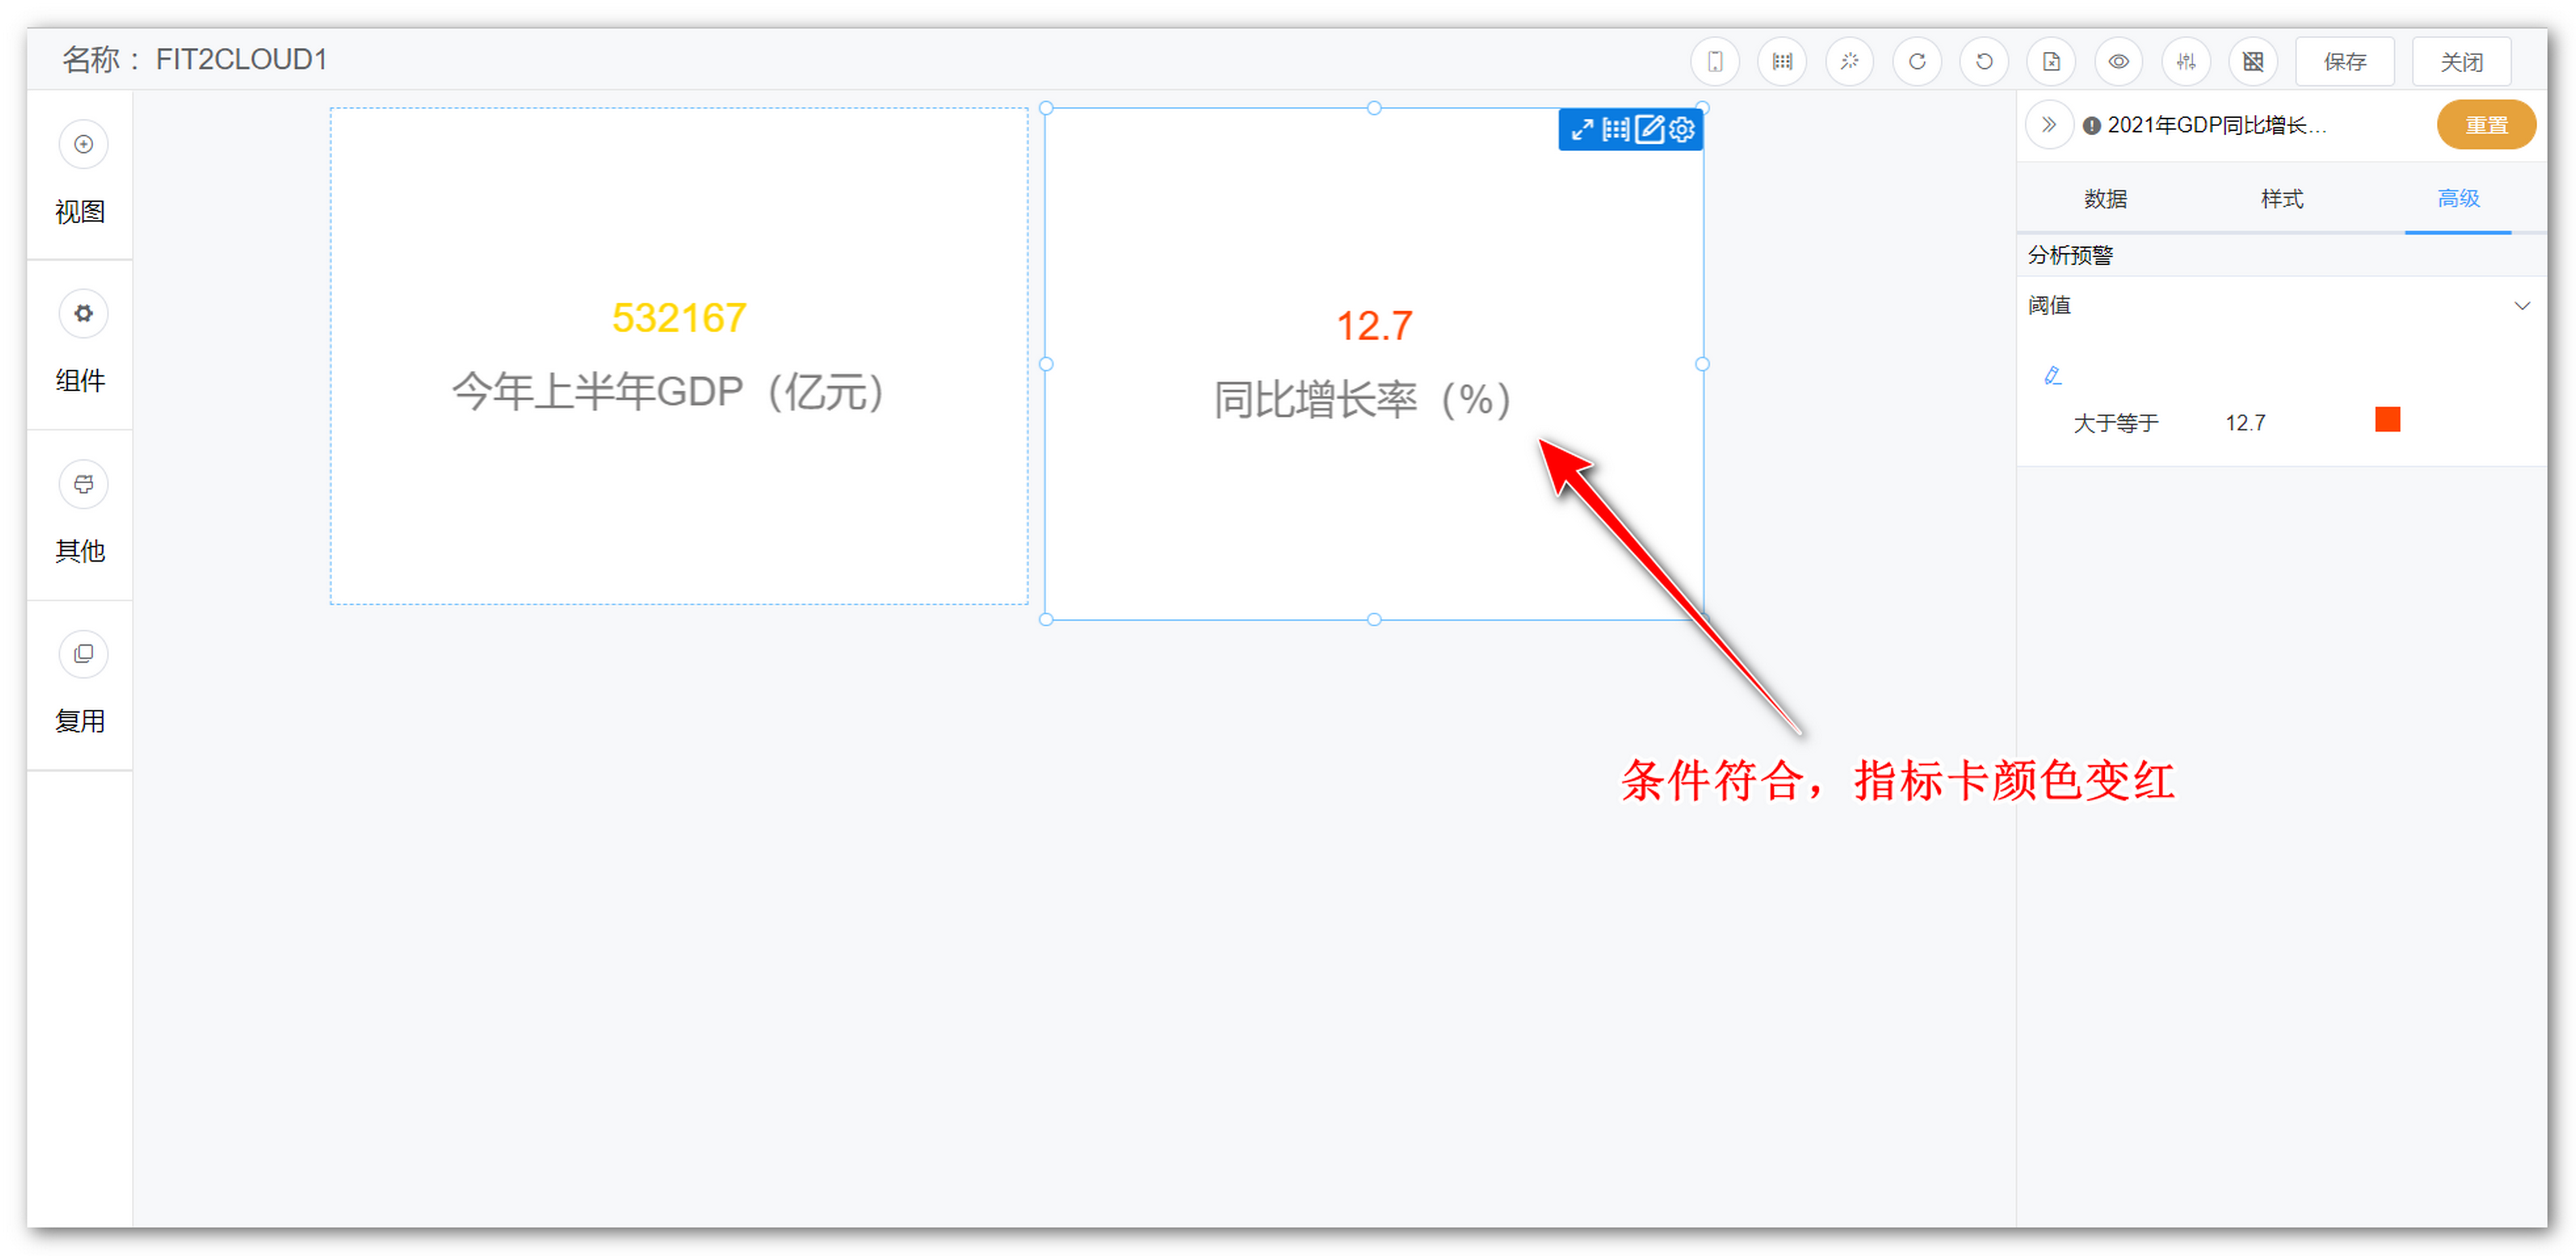 名称： FIT2CLOUD1
保存
关闭
视图
组件
其他
复用
532167
今年上半年GDP（亿元）
12.7
同比增长率（%）
条件符合，指标卡颜色变红
2021年GDP同比增长...
重置
数据
样式
高级
分析预警
阈值
大于等于 12.7